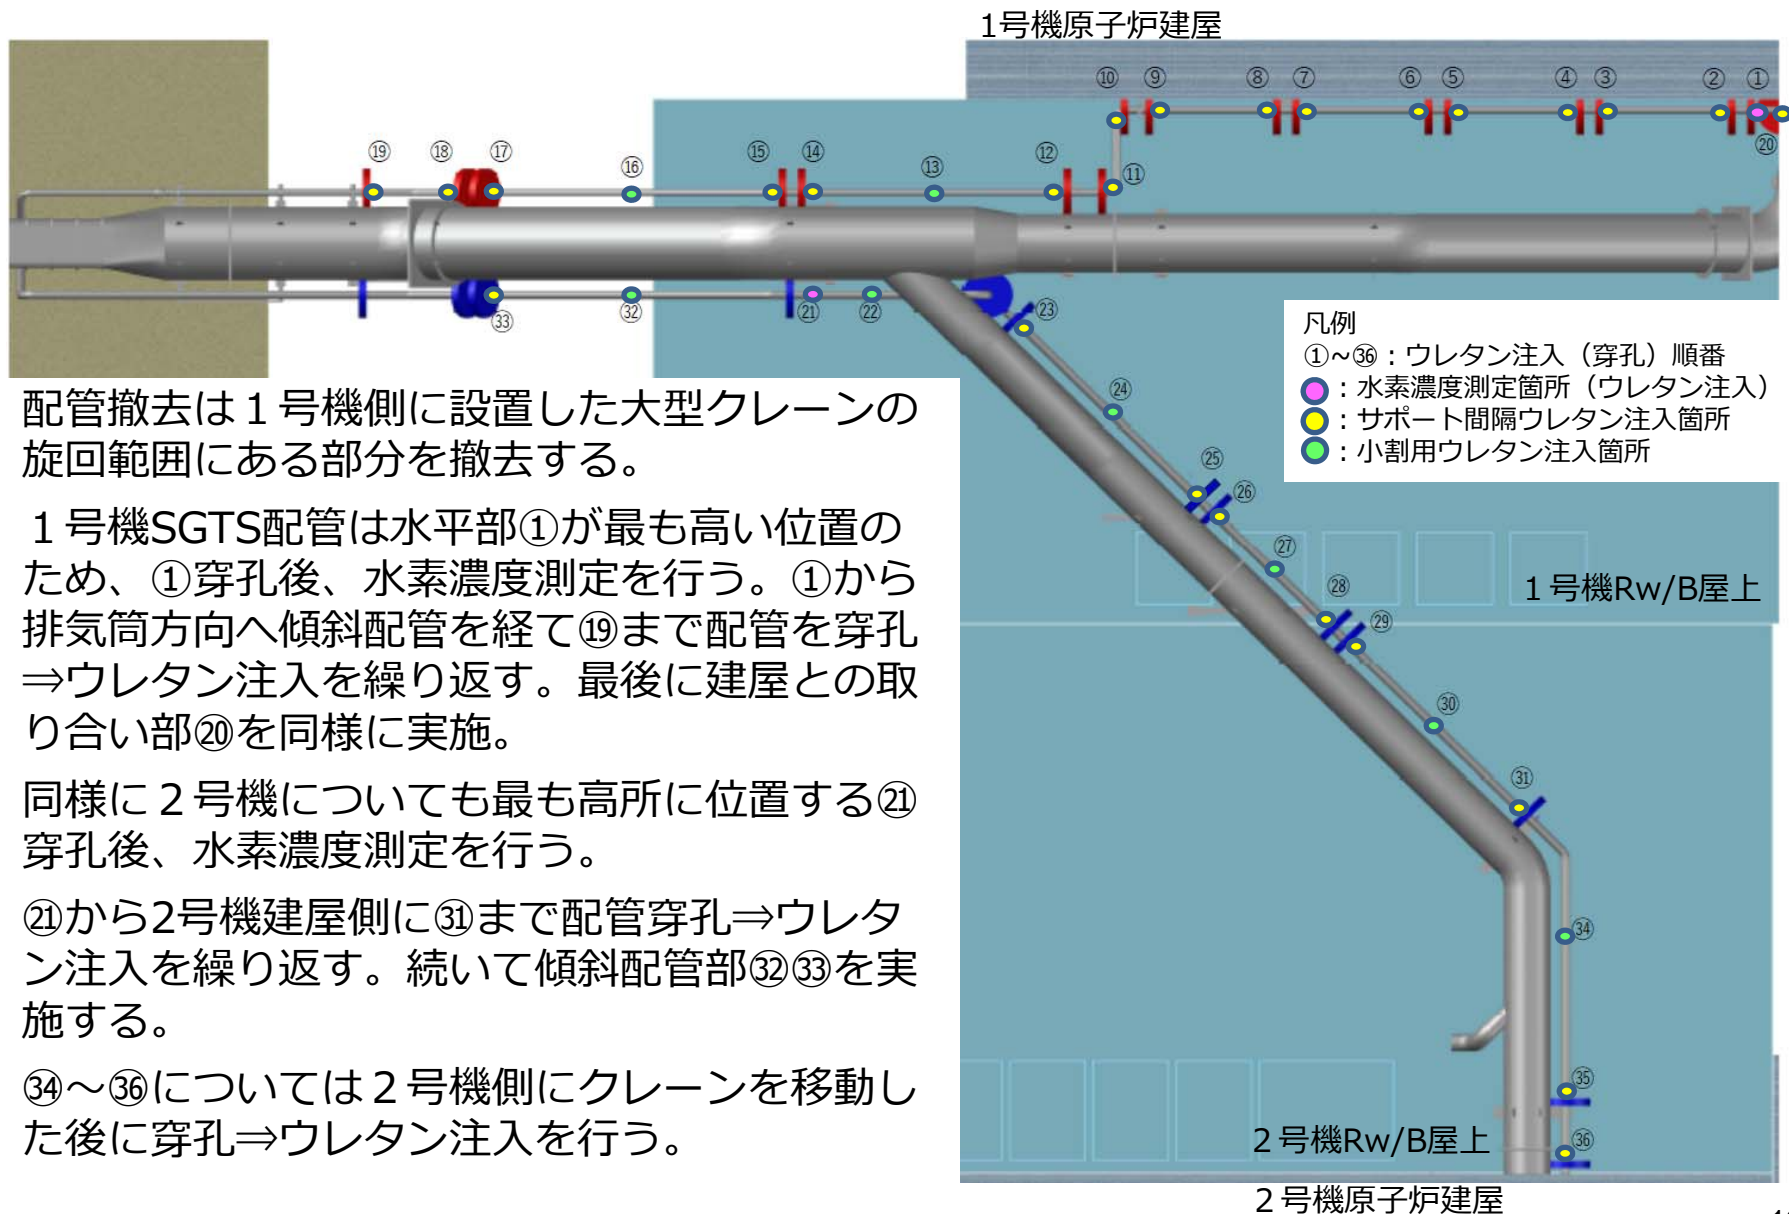 1号機原子炉建屋
⑩ ⑨ ⑧ ⑦ ⑥ ⑤ ④ ③ ② ①
⑳
⑲ ⑱ ⑰ ⑯ ⑮ ⑭ ⑬ ⑫ ⑪
㉝ ㉜ ㉑ ㉒ ㉓
凡例
①~㊱：ウレタン注入（穿孔）順番
：水素濃度測定箇所（ウレタン注入）
：サポート間隔ウレタン注入箇所
：小割用ウレタン注入箇所
㉔
㉕ ㉖
㉗
㉘
㉙
㉚
㉛
㉞
㉟
㊱
１号機Rw/B屋上
２号機Rw/B屋上
２号機原子炉建屋
配管撤去は１号機側に設置した大型クレーンの
旋回範囲にある部分を撤去する。
１号機SGTS配管は水平部①が最も高い位置の
ため、①穿孔後、水素濃度測定を行う。①から
排気筒方向へ傾斜配管を経て⑲まで配管を穿孔
⇒ウレタン注入を繰り返す。最後に建屋との取
り合い部⑳を同様に実施。
同様に２号機についても最も高所に位置する㉑
穿孔後、水素濃度測定を行う。
㉑から2号機建屋側に㉛まで配管穿孔⇒ウレタ
ン注入を繰り返す。続いて傾斜配管部㉜㉝を実
施する。
㉞～㊱については２号機側にクレーンを移動し
た後に穿孔⇒ウレタン注入を行う。